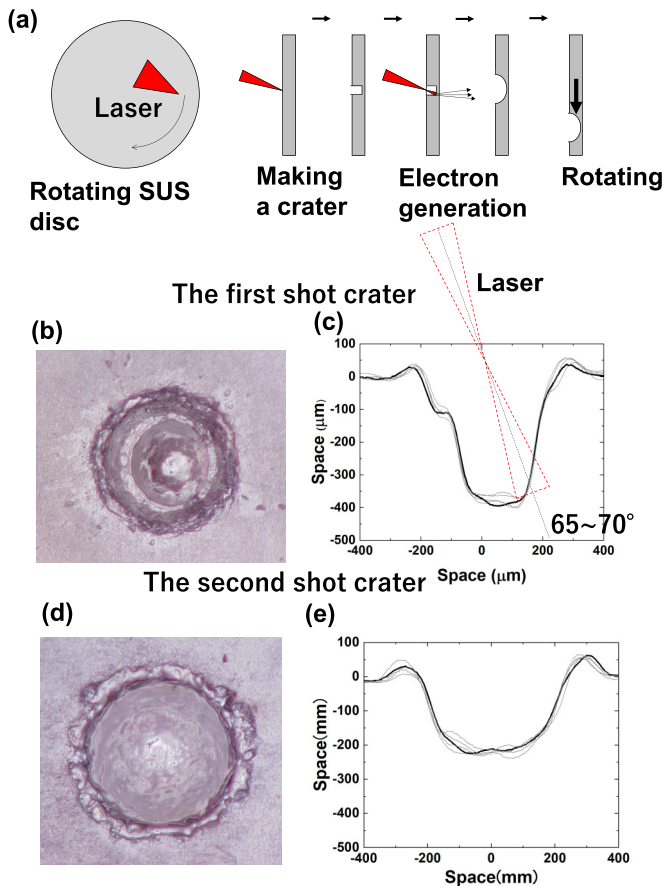 (a)
Laser
Rotating SUS
disc
Making
a crater
Electron
generation
Rotating
The first shot crater
Laser
(b)
(c)
100
0
-100
-200
-300
-400
-500
Space (μm)
-400
-200
0
200
400
Space (μm)
65~70°
The second shot crater
(d)
(e)
100
0
-100
-200
-300
-400
-500
Space(mm)
-400
-200
0
200
400
Space(mm)